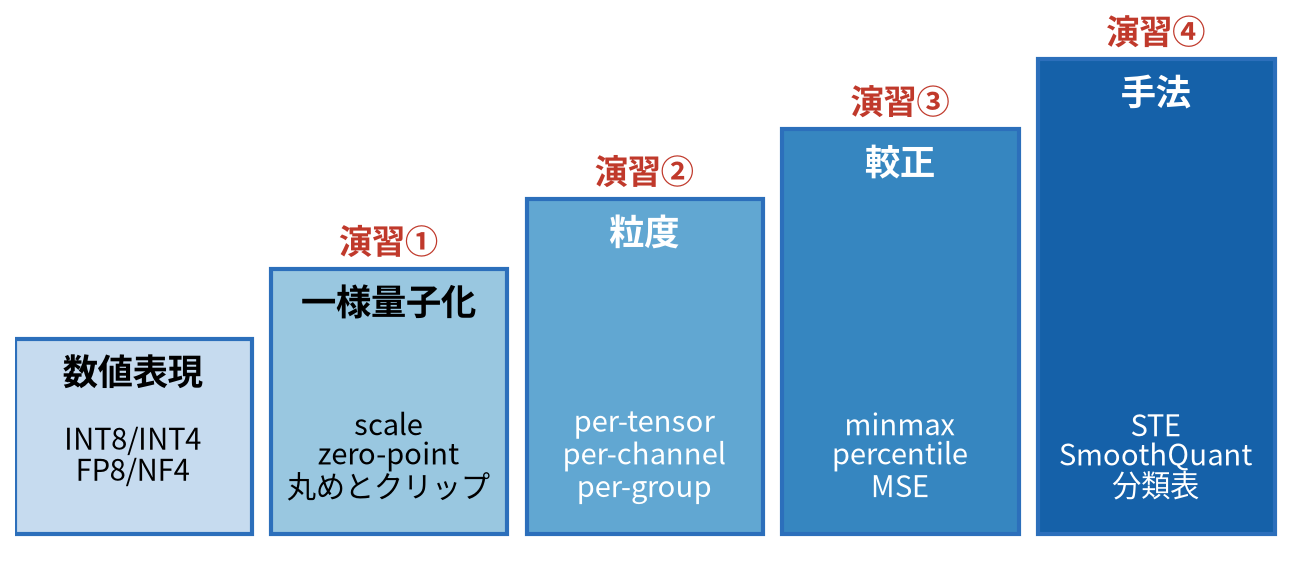 数値表現
INT8/INT4
FP8/NF4
演習①
一様量子化
scale
zero-point
丸めとクリップ
演習②
粒度
per-tensor
per-channel
per-group
演習③
較正
minmax
percentile
MSE
演習④
手法
STE
SmoothQuant
分類表